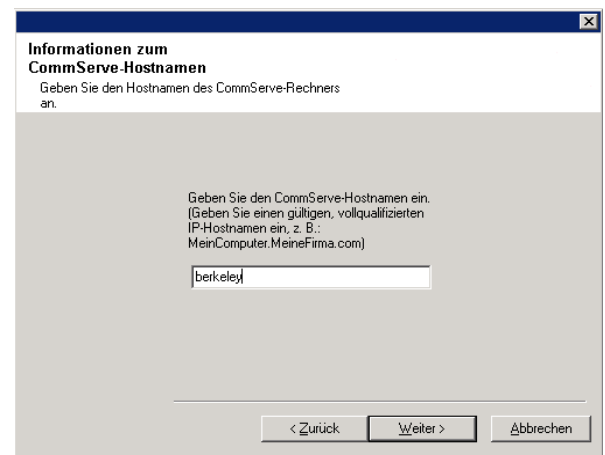 Informationen zum
CommServe-Hostnamen
Geben Sie den Hostnamen des CommServe-Rechners
an.
Geben Sie den CommServe-Hostnamen ein.
(Geben Sie einen gültigen, vollqualifizierten
IP-Hostnamen ein, z. B.:
MeinComputer.MeineFirma.com)
berkeley
< Zurück
Weiter >
Abbrechen